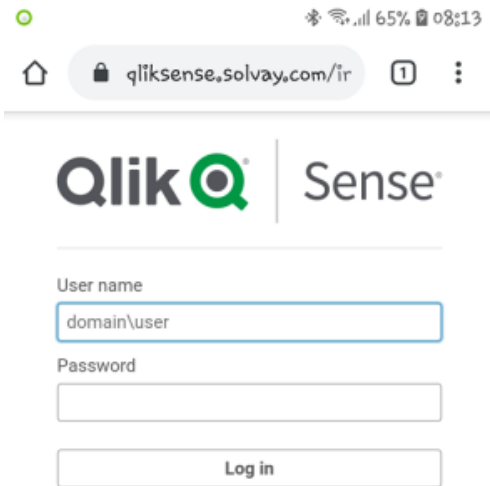 65% 08:13
qliksense.solvay.com/ir 1
Qlik Sense
User name
domain\user
Password
Log in